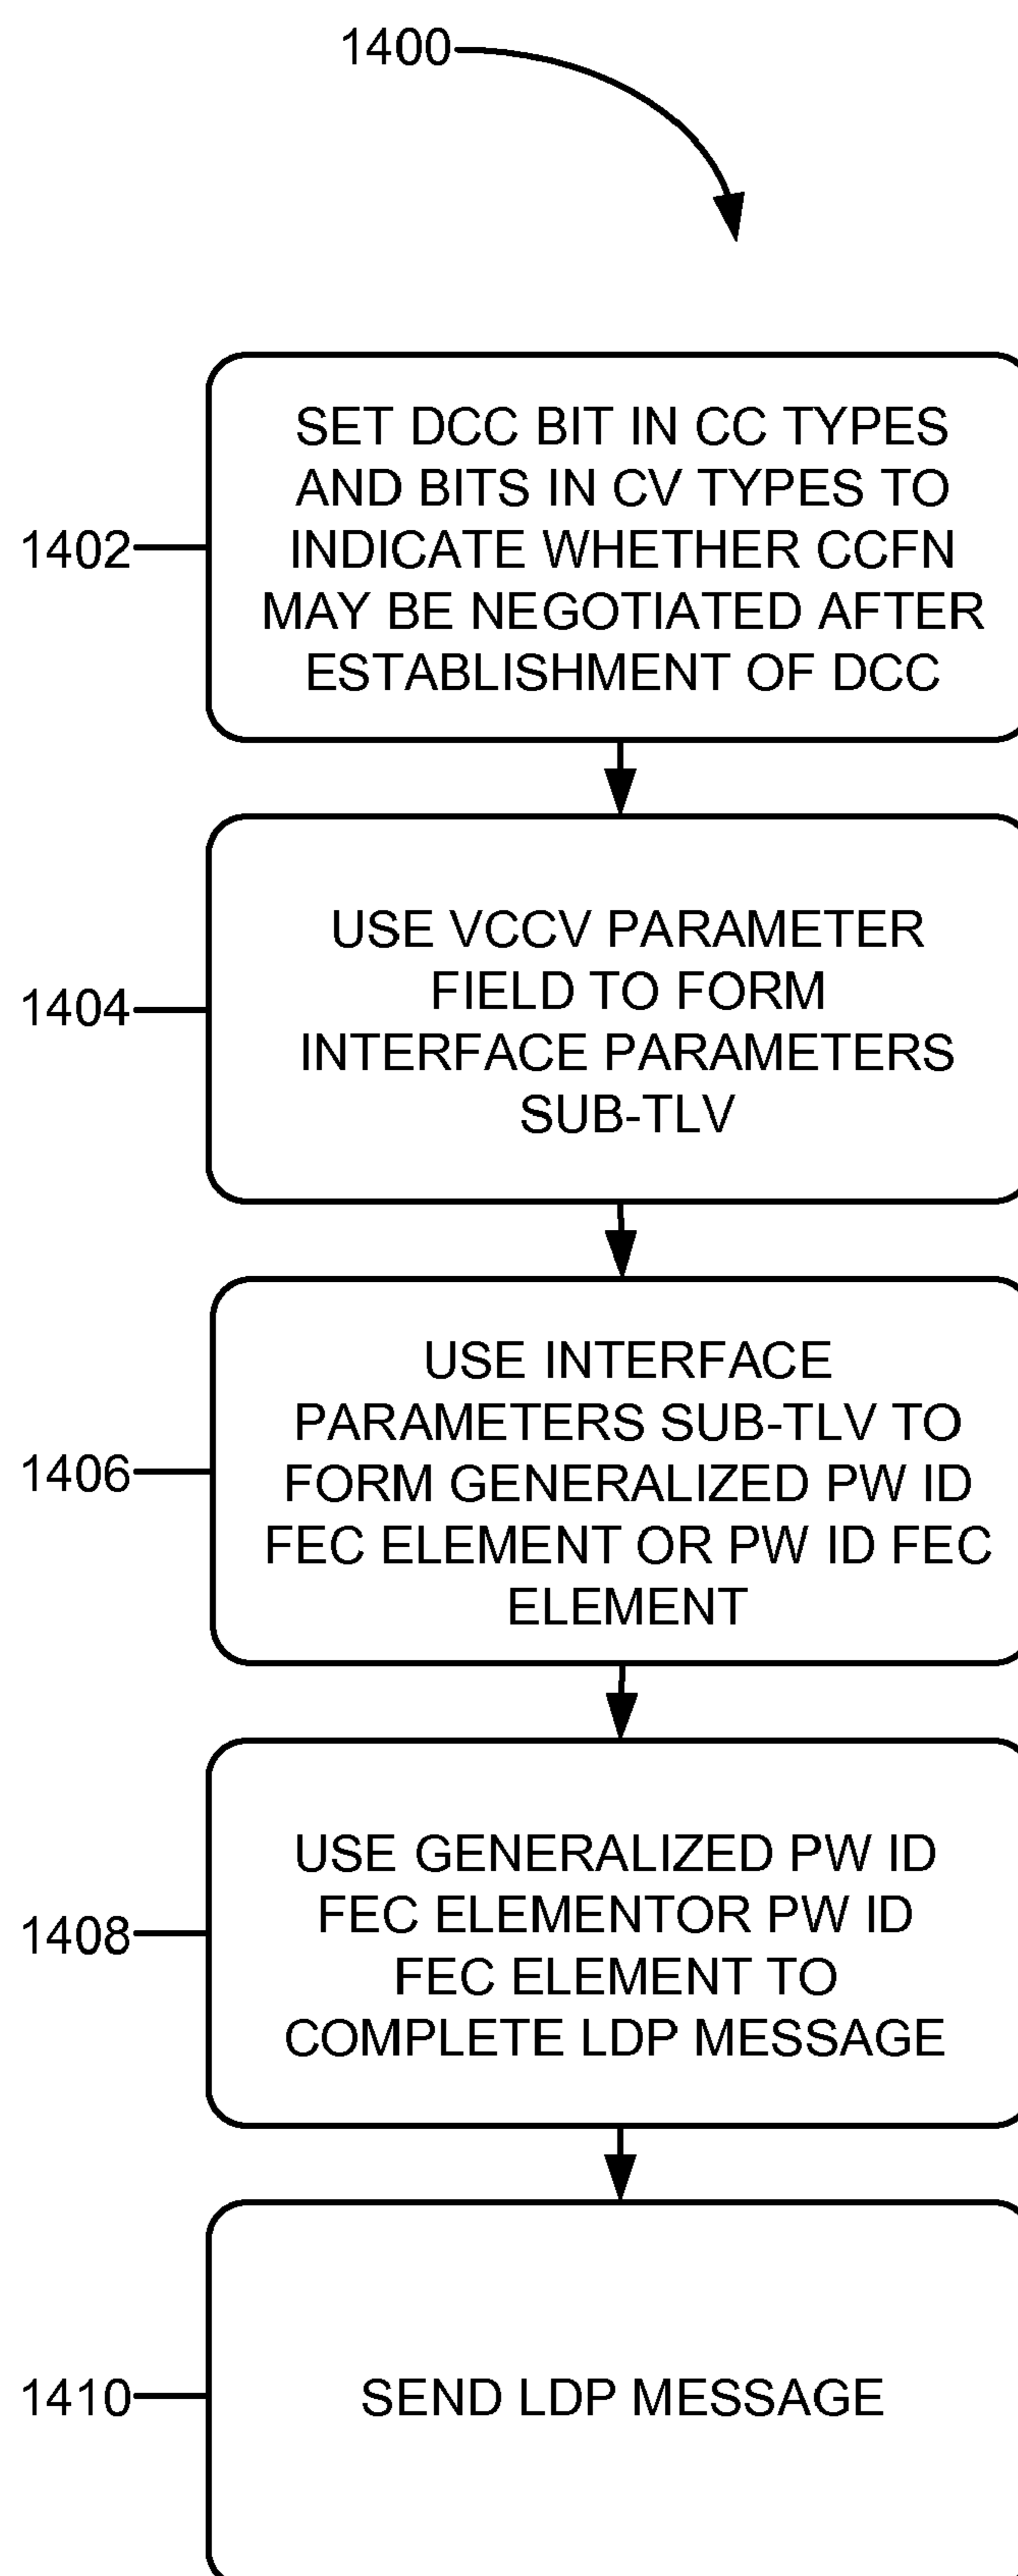 1400
1402
SET DCC BIT IN CC TYPES
AND BITS IN CV TYPES TO
INDICATE WHETHER CCFN
MAY BE NEGOTIATED AFTER
ESTABLISHMENT OF DCC
1404
USE VCCV PARAMETER
FIELD TO FORM
INTERFACE PARAMETERS
SUB-TLV
1406
USE INTERFACE
PARAMETERS SUB-TLV TO
FORM GENERALIZED PW ID
FEC ELEMENT OR PW ID FEC
ELEMENT
1408
USE GENERALIZED PW ID
FEC ELEMENTOR PW ID
FEC ELEMENT TO
COMPLETE LDP MESSAGE
1410
SEND LDP MESSAGE